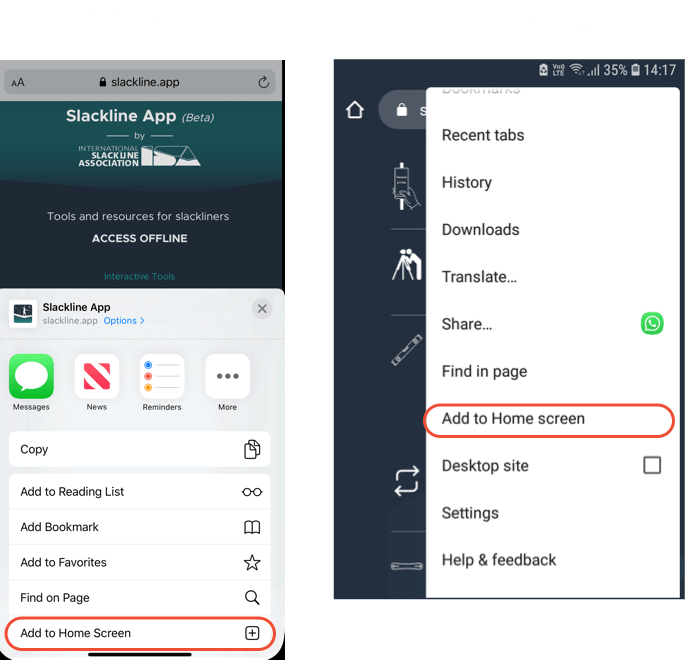 AA slackline.app
Slackline App (Beta)
by
INTERNATIONAL
SLACKLINE
ASSOCIATION
Tools and resources for slackliners
ACCESS OFFLINE
Interactive Tools
Slackline App
slackline.app Options >
Messages News Reminders More
Copy
Add to Reading List
Add Bookmark
Add to Favorites
Find on Page
Add to Home Screen
VoD LTE 35% 14:17
s
Bookmarks
Recent tabs
History
Downloads
Translate...
Share...
Find in page
Add to Home screen
Desktop site
Settings
Help & feedback